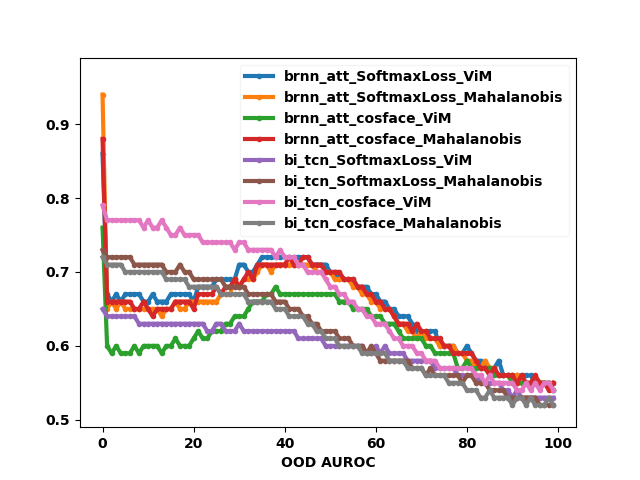 brnn_att_SoftmaxLoss_ViM
brnn_att_SoftmaxLoss_Mahalanobis
brnn_att_cosface_ViM
brnn_att_cosface_Mahalanobis
bi_tcn_SoftmaxLoss_ViM
bi_tcn_SoftmaxLoss_Mahalanobis
bi_tcn_cosface_ViM
bi_tcn_cosface_Mahalanobis
0.9
0.8
0.7
0.6
0.5
0 20 40 60 80 100
OOD AUROC